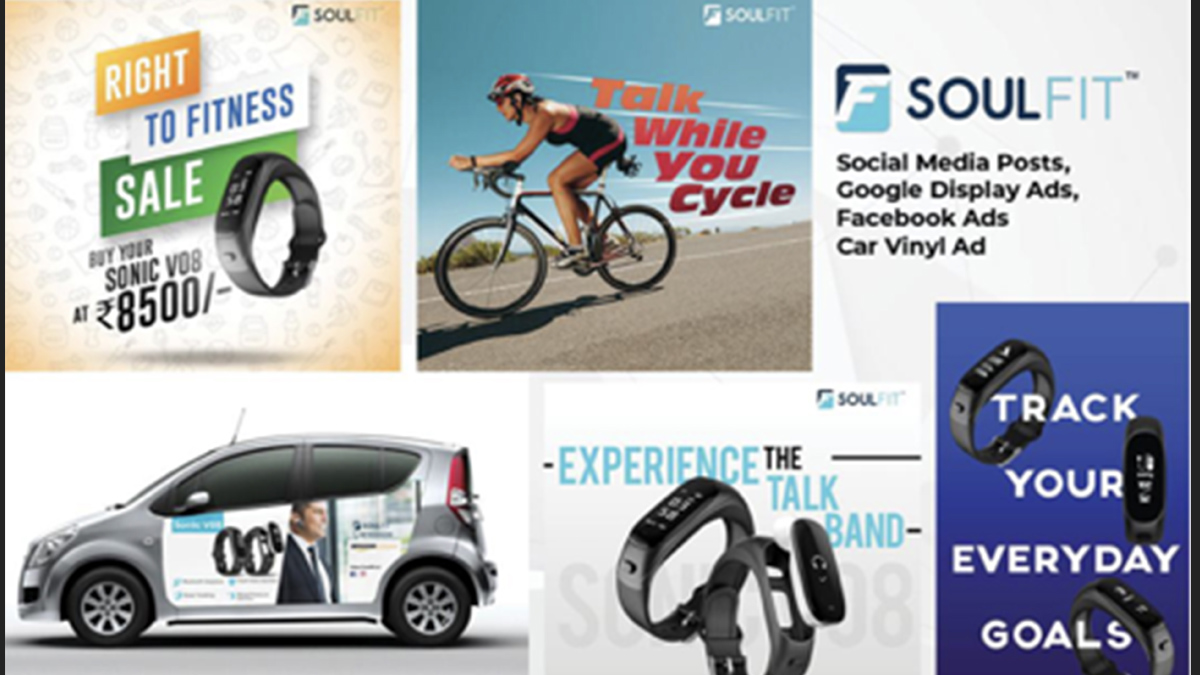 SOULFIT
RIGHT
TO FITNESS
SALE
BUY YOUR
SONIC V08
AT ₹8500/-
SOULFIT
Talk
While
You
Cycle
F SOULFIT™
Social Media Posts,
Google Display Ads,
Facebook Ads
Car Vinyl Ad
Sonic V08
SOULFIT
EXPERIENCE THE
TALK
BAND
SONIC V08
TRACK
YOUR
EVERYDAY
GOALS